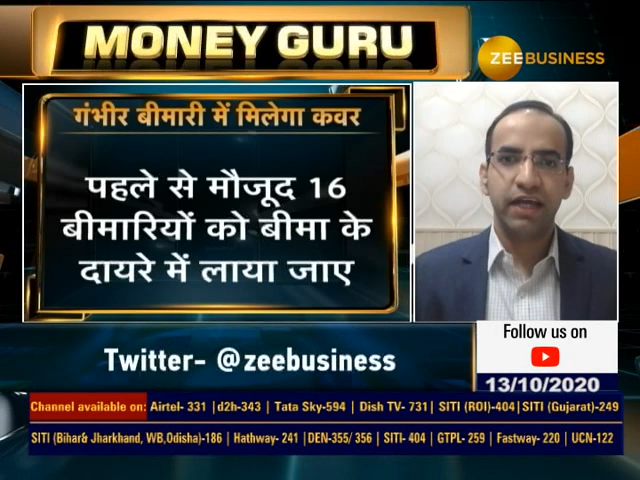 MONEY GURU
ZEEBUSINESS
गंभीर बीमारी में मिलेगा कवर
पहले से मौजूद 16
बीमारियों को बीमा के
दायरे में लाया जाए
Twitter- @zeebusiness
Follow us on
13/10/2020
Channel available on: Airtel- 331 |d2h-343 | Tata Sky-594 | Dish TV- 731| SITI (ROI)-404|SITI (Gujarat)-249
SITI (Bihar& Jharkhand, WB,Odisha)-186 | Hathway- 241 |DEN-355/ 356 | SITI- 404 | GTPL- 259 | Fastway- 220 | UCN-122